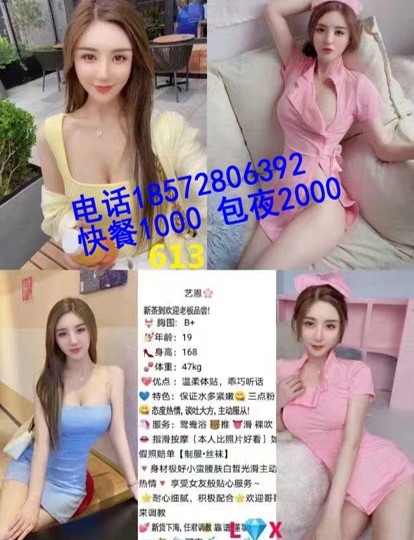 电话18572806392
快餐1000 包夜2000
613
艺恩🌸
新茶到欢迎老板品尝!
👙 胸围: B+
年龄: 19
👠 身高: 168
体重: 47kg
💖优点 : 温柔体贴，乖巧听话
💙 特色: 保证水多紧嫩😋 三点粉
😋 态度热情，谈吐大方，主动服从!
服务: 鸳鸯浴 🐻推 👅滑 裸吹
👄 指滑按摩（本人比照片好看）
假照赔单【制服•丝袜】
🔻身材极好小蛮腰肤白皙光滑主动
热情🔻 享受女友般贴心服务~
耐心细腻，积极配合 欢迎哥哥
来调教
💕 新货下海，任君调教 靠谱
L💎X